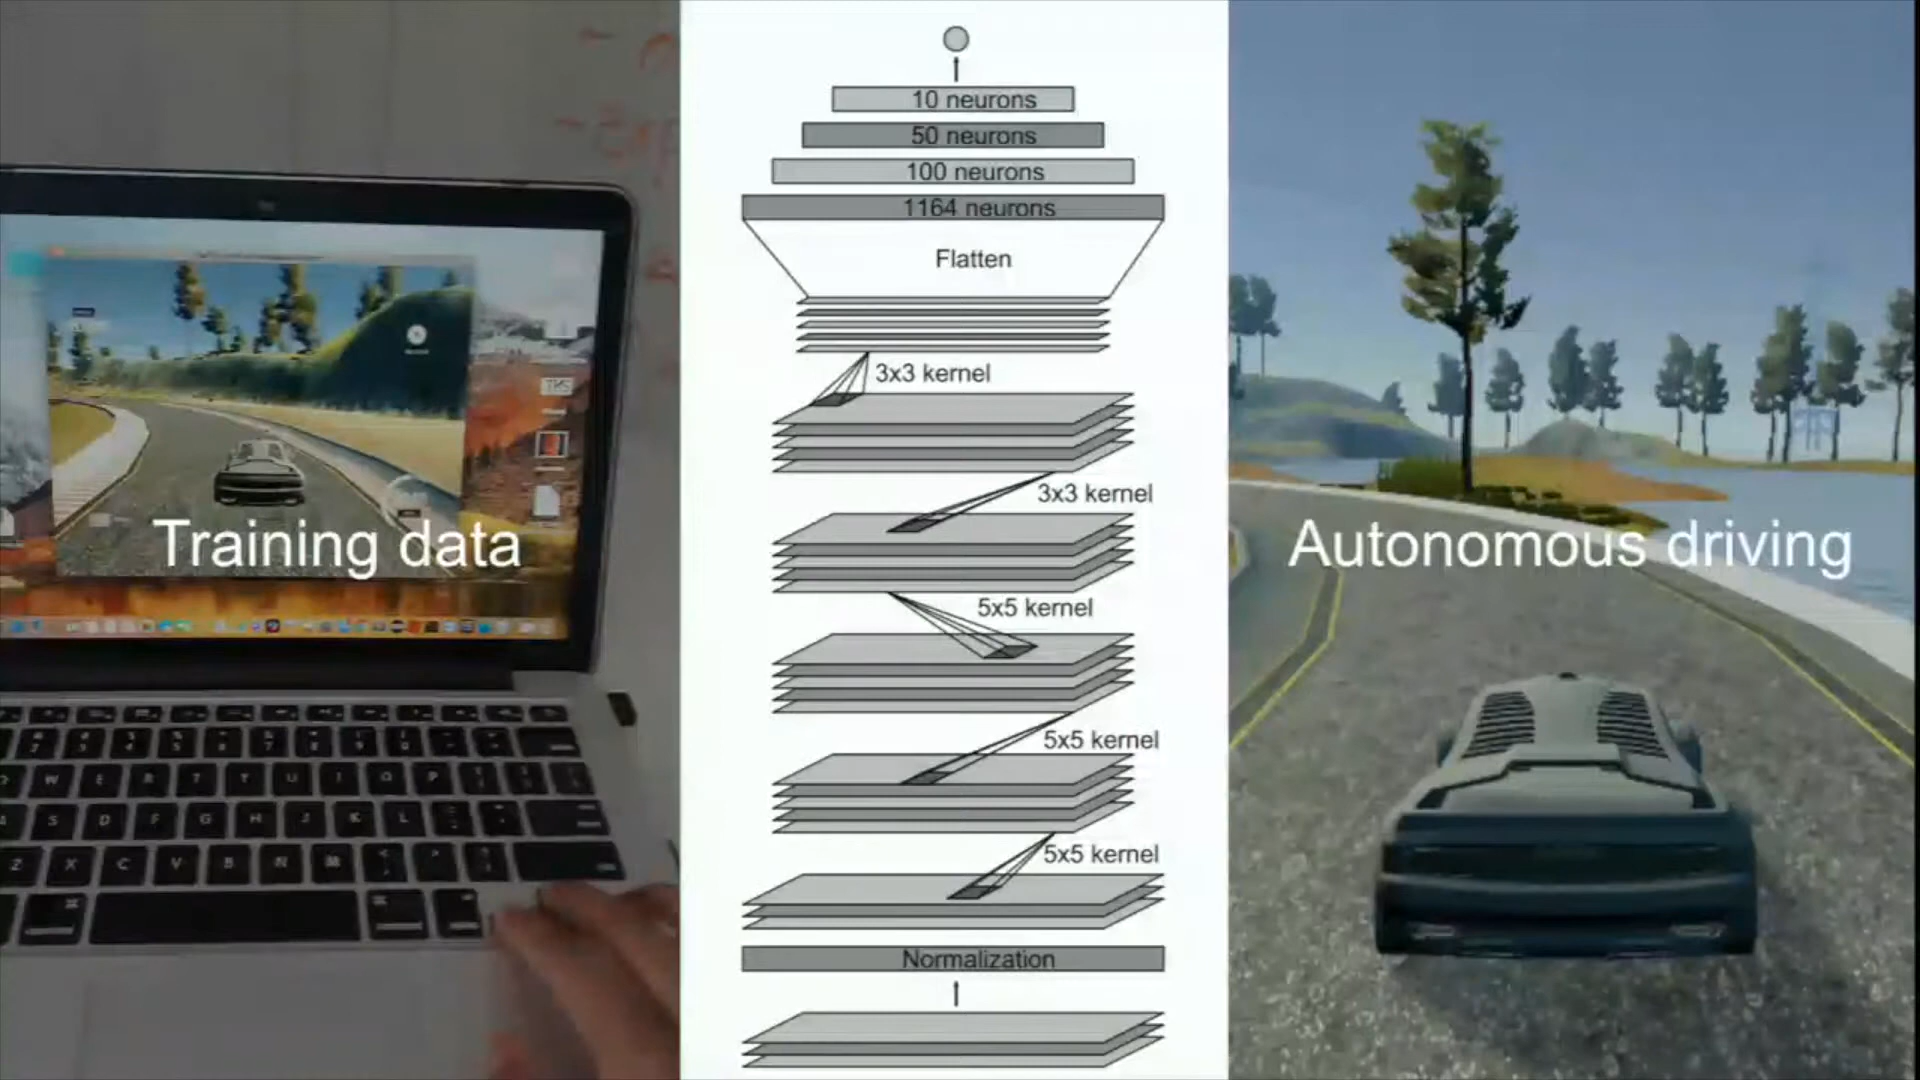 Training data
10 neurons
50 neurons
100 neurons
1164 neurons
Flatten
3x3 kernel
3x3 kernel
5x5 kernel
5x5 kernel
5x5 kernel
Normalization
Autonomous driving